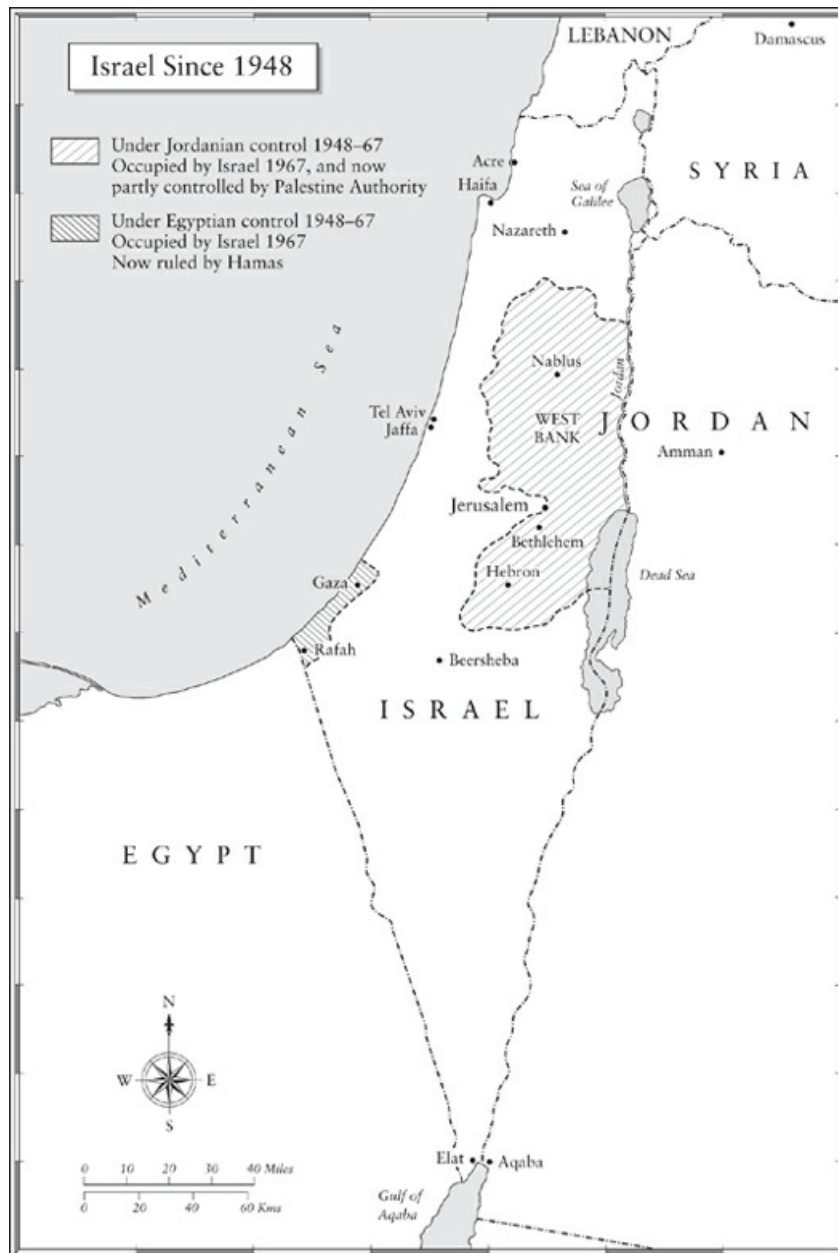 Israel Since 1948
Under Jordanian control 1948–67
Occupied by Israel 1967, and now
partly controlled by Palestine Authority
Under Egyptian control 1948–67
Occupied by Israel 1967
Now ruled by Hamas
LEBANON
Damascus
SYRIA
Acre
Haifa
Sea of
Galilee
Nazareth
Mediterranean Sea
Nablus
Jordan
Tel Aviv
Jaffa
WEST
BANK
JORDAN
Amman
Jerusalem
Bethlehem
Hebron
Dead Sea
Gaza
Rafah
Beersheba
ISRAEL
EGYPT
N
W E
S
Elat
Aqaba
0 10 20 30 40 Miles
0 20 40 60 Kms
Gulf of
Aqaba